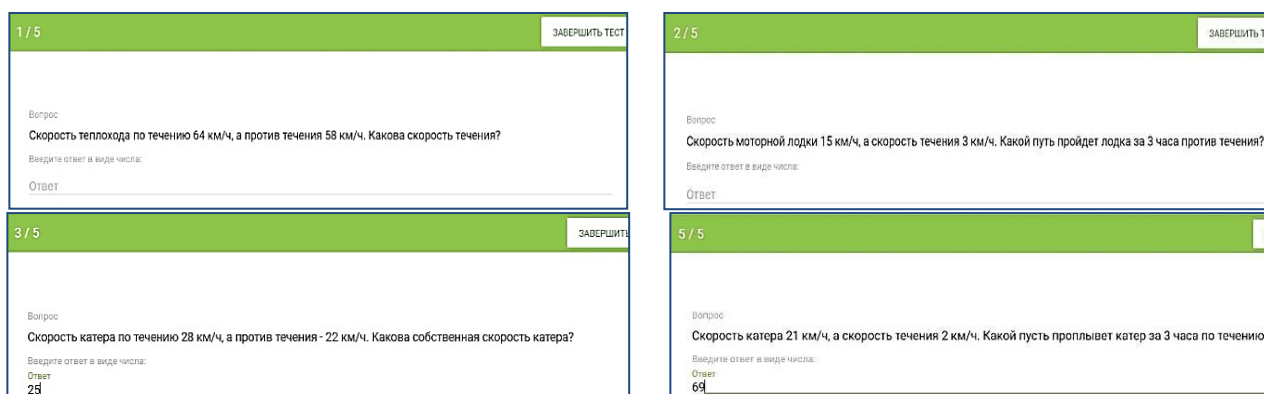 1 / 5
ЗАВЕРШИТЬ ТЕСТ
Вопрос
Скорость теплохода по течению 64 км/ч, а против течения 58 км/ч. Какова скорость течения?
Введите ответ в виде числа:
Ответ
2 / 5
ЗАВЕРШИТЬ Т
Вопрос
Скорость моторной лодки 15 км/ч, а скорость течения 3 км/ч. Какой путь пройдет лодка за 3 часа против течения?
Введите ответ в виде числа:
Ответ
3 / 5
ЗАВЕРШИТЬ
Вопрос
Скорость катера по течению 28 км/ч, а против течения - 22 км/ч. Какова собственная скорость катера?
Введите ответ в виде числа:
Ответ
25
5 / 5
Вопрос
Скорость катера 21 км/ч, а скорость течения 2 км/ч. Какой пусть проплывет катер за 3 часа по течению
Введите ответ в виде числа:
Ответ
69